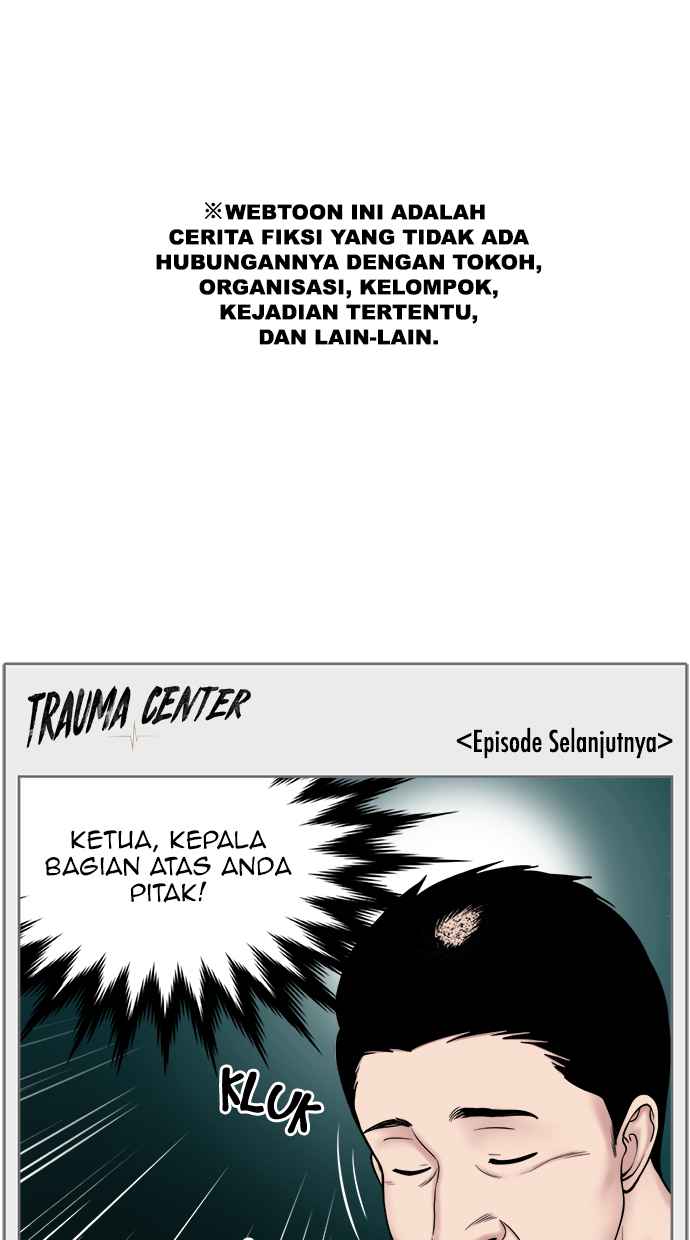 ※WEBTOON INI ADALAH
CERITA FIKSI YANG TIDAK ADA
HUBUNGANNYA DENGAN TOKOH,
ORGANISASI, KELOMPOK,
KEJADIAN TERTENTU,
DAN LAIN-LAIN.
TRAUMA CENTER
<Episode Selanjutnya>
KETUA, KEPALA
BAGIAN ATAS ANDA
PITAK!
KLUK